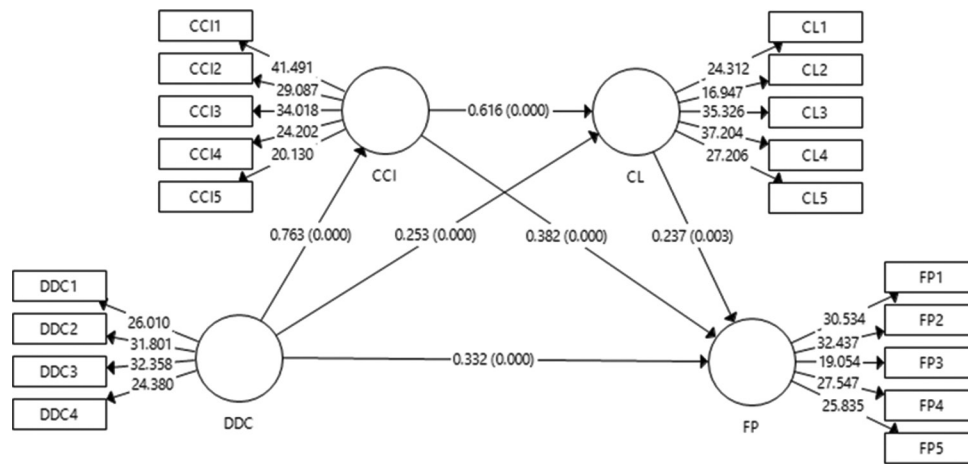 CCI1
CCI2
CCI3
CCI4
CCI5
41.491
29.087
34.018
24.202
20.130
CCI
0.616 (0.000)
CL1
CL2
CL3
CL4
CL5
24.312
16.947
35.326
37.204
27.206
CL
0.763 (0.000)
0.253 (0.000)
0.382 (0.000)
0.237 (0.003)
DDC1
DDC2
DDC3
DDC4
26.010
31.801
32.358
24.380
DDC
0.332 (0.000)
FP1
FP2
FP3
FP4
FP5
30.534
32.437
19.054
27.547
25.835
FP